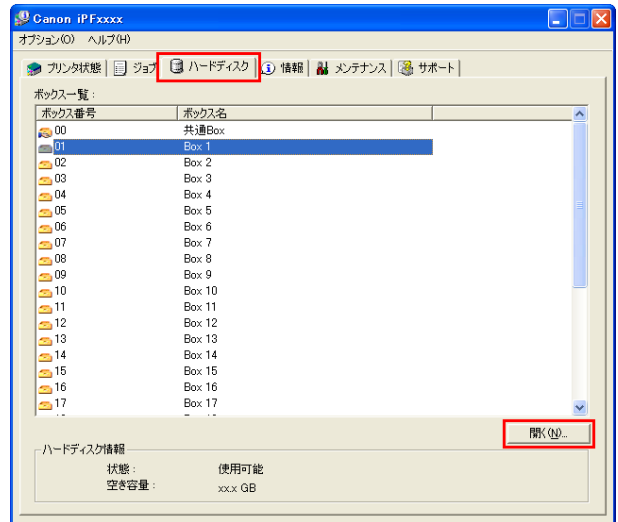 Canon iPFxxxx
オプション(O) ヘルプ(H)
プリンタ状態 ジョブ ハードディスク 情報 メンテナンス サポート
ボックス一覧 :
ボックス番号 ボックス名
00 共通Box
01 Box 1
02 Box 2
03 Box 3
04 Box 4
05 Box 5
06 Box 6
07 Box 7
08 Box 8
09 Box 9
10 Box 10
11 Box 11
12 Box 12
13 Box 13
14 Box 14
15 Box 15
16 Box 16
17 Box 17
開く(N)...
ハードディスク情報
状態 : 使用可能
空き容量 : xx.x GB